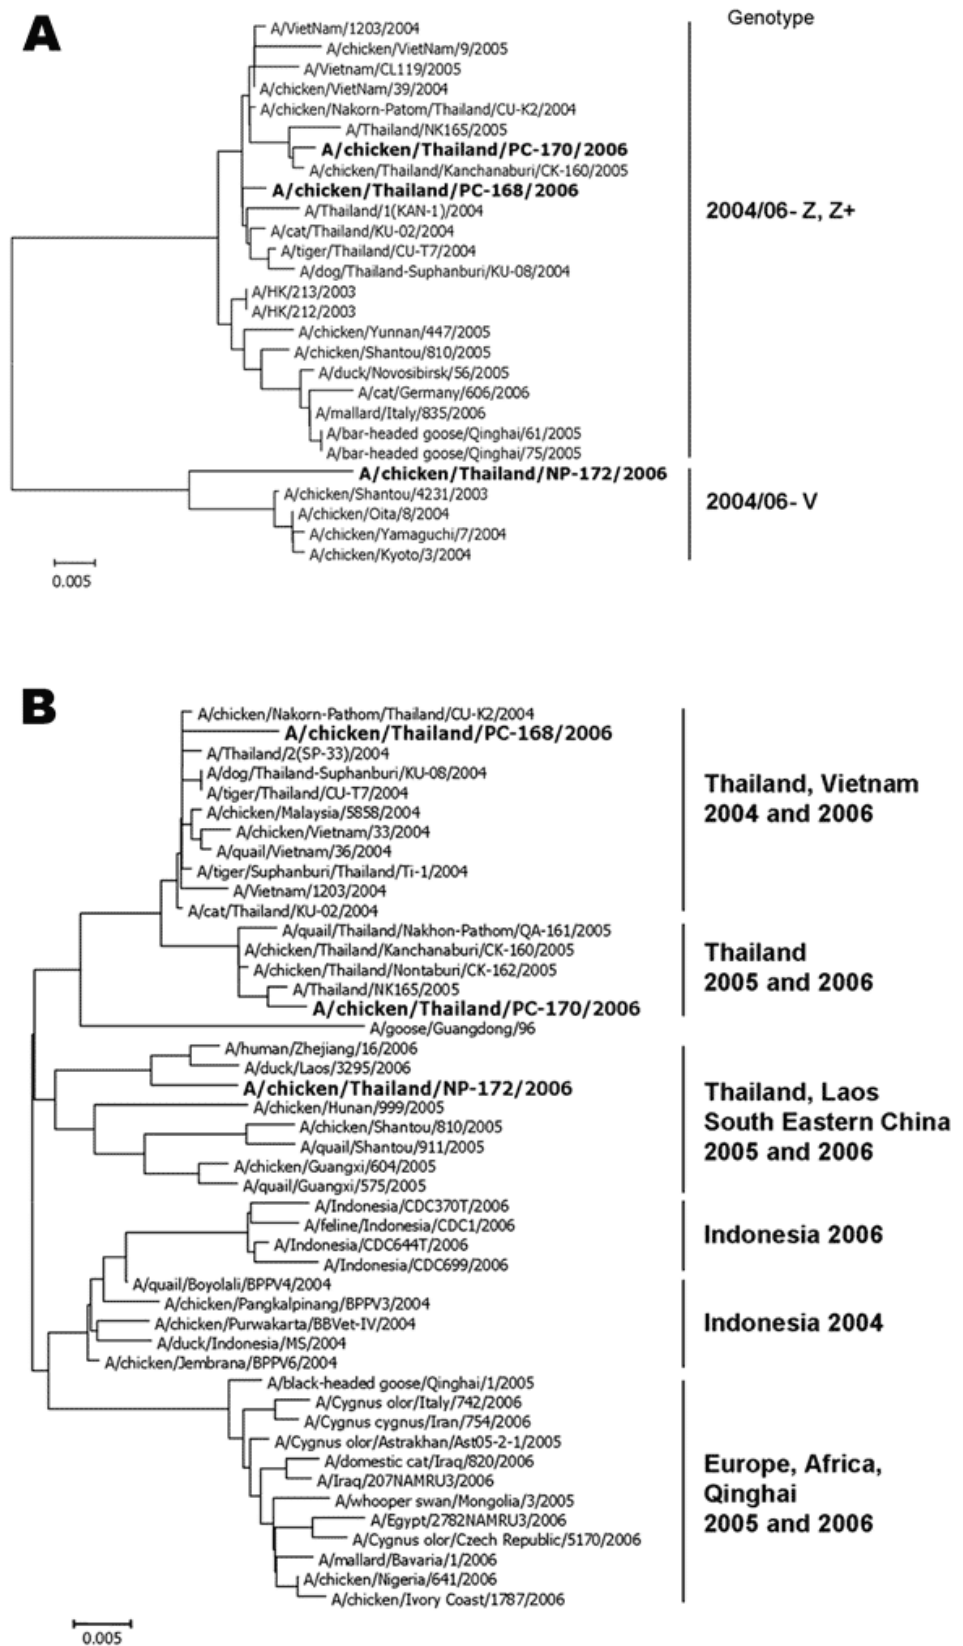 A
Genotype
A/VietNam/1203/2004
A/chicken/VietNam/9/2005
A/Vietnam/CL119/2005
A/chicken/VietNam/39/2004
A/chicken/Nakorn-Patom/Thailand/CU-K2/2004
A/Thailand/NK165/2005
A/chicken/Thailand/PC-170/2006
A/chicken/Thailand/Kanchanaburi/CK-160/2005
A/chicken/Thailand/PC-168/2006
A/Thailand/1(KAN-1)/2004
A/cat/Thailand/KU-02/2004
A/tiger/Thailand/CU-T7/2004
A/dog/Thailand-Suphanburi/KU-08/2004
A/HK/213/2003
A/HK/212/2003
A/chicken/Yunnan/447/2005
A/chicken/Shantou/810/2005
A/duck/Novosibirsk/56/2005
A/cat/Germany/606/2006
A/mallard/Italy/835/2006
A/bar-headed goose/Qinghai/61/2005
A/bar-headed goose/Qinghai/75/2005
2004/06- Z, Z+
A/chicken/Thailand/NP-172/2006
A/chicken/Shantou/4231/2003
A/chicken/Oita/8/2004
A/chicken/Yamaguchi/7/2004
A/chicken/Kyoto/3/2004
2004/06- V
0.005
B
A/chicken/Nakorn-Pathom/Thailand/CU-K2/2004
A/chicken/Thailand/PC-168/2006
A/Thailand/2(SP-33)/2004
A/dog/Thailand-Suphanburi/KU-08/2004
A/tiger/Thailand/CU-T7/2004
A/chicken/Malaysia/5858/2004
A/chicken/Vietnam/33/2004
A/quail/Vietnam/36/2004
A/tiger/Suphanburi/Thailand/Ti-1/2004
A/Vietnam/1203/2004
A/cat/Thailand/KU-02/2004
Thailand, Vietnam
2004 and 2006
A/quail/Thailand/Nakhon-Pathom/QA-161/2005
A/chicken/Thailand/Kanchanaburi/CK-160/2005
A/chicken/Thailand/Nontaburi/CK-162/2005
A/Thailand/NK165/2005
A/chicken/Thailand/PC-170/2006
Thailand
2005 and 2006
A/goose/Guangdong/96
A/human/Zhejiang/16/2006
A/duck/Laos/3295/2006
A/chicken/Thailand/NP-172/2006
A/chicken/Hunan/999/2005
A/chicken/Shantou/810/2005
A/quail/Shantou/911/2005
A/chicken/Guangxi/604/2005
A/quail/Guangxi/575/2005
Thailand, Laos
South Eastern China
2005 and 2006
A/Indonesia/CDC370T/2006
A/feline/Indonesia/CDC1/2006
A/Indonesia/CDC644T/2006
A/Indonesia/CDC699/2006
Indonesia 2006
A/quail/Boyolali/BPPV4/2004
A/chicken/Pangkalpinang/BPPV3/2004
A/chicken/Purwakarta/BBVet-IV/2004
A/duck/Indonesia/MS/2004
A/chicken/Jembrana/BPPV6/2004
Indonesia 2004
A/black-headed goose/Qinghai/1/2005
A/Cygnus olor/Italy/742/2006
A/Cygnus cygnus/Iran/754/2006
A/Cygnus olor/Astrakhan/Ast05-2-1/2005
A/domestic cat/Iraq/820/2006
A/Iraq/207NAMRU3/2006
A/whooper swan/Mongolia/3/2005
A/Egypt/2782NAMRU3/2006
A/Cygnus olor/Czech Republic/5170/2006
A/mallard/Bavaria/1/2006
A/chicken/Nigeria/641/2006
A/chicken/Ivory Coast/1787/2006
Europe, Africa,
Qinghai
2005 and 2006
0.005